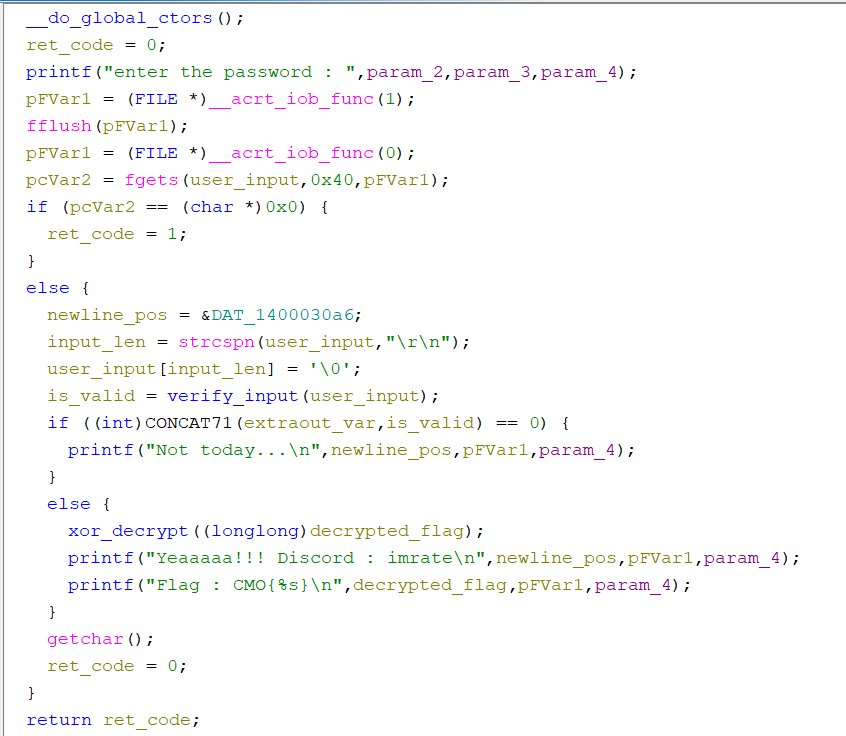 __do_global_ctors();
ret_code = 0;
printf("enter the password : ",param_2,param_3,param_4);
pFVar1 = (FILE *)__acrt_iob_func(1);
fflush(pFVar1);
pFVar1 = (FILE *)__acrt_iob_func(0);
pcVar2 = fgets(user_input,0x40,pFVar1);
if (pcVar2 == (char *)0x0) {
  ret_code = 1;
}
else {
  newline_pos = &DAT_1400030a6;
  input_len = strcspn(user_input,"\r\n");
  user_input[input_len] = '\0';
  is_valid = verify_input(user_input);
  if ((int)CONCAT71(extraout_var,is_valid) == 0) {
    printf("Not today...\n",newline_pos,pFVar1,param_4);
  }
  else {
    xor_decrypt((longlong)decrypted_flag);
    printf("Yeaaaaa!!! Discord : imrate\n",newline_pos,pFVar1,param_4);
    printf("Flag : CMO{%s}\n",decrypted_flag,pFVar1,param_4);
  }
  getchar();
  ret_code = 0;
}
return ret_code;